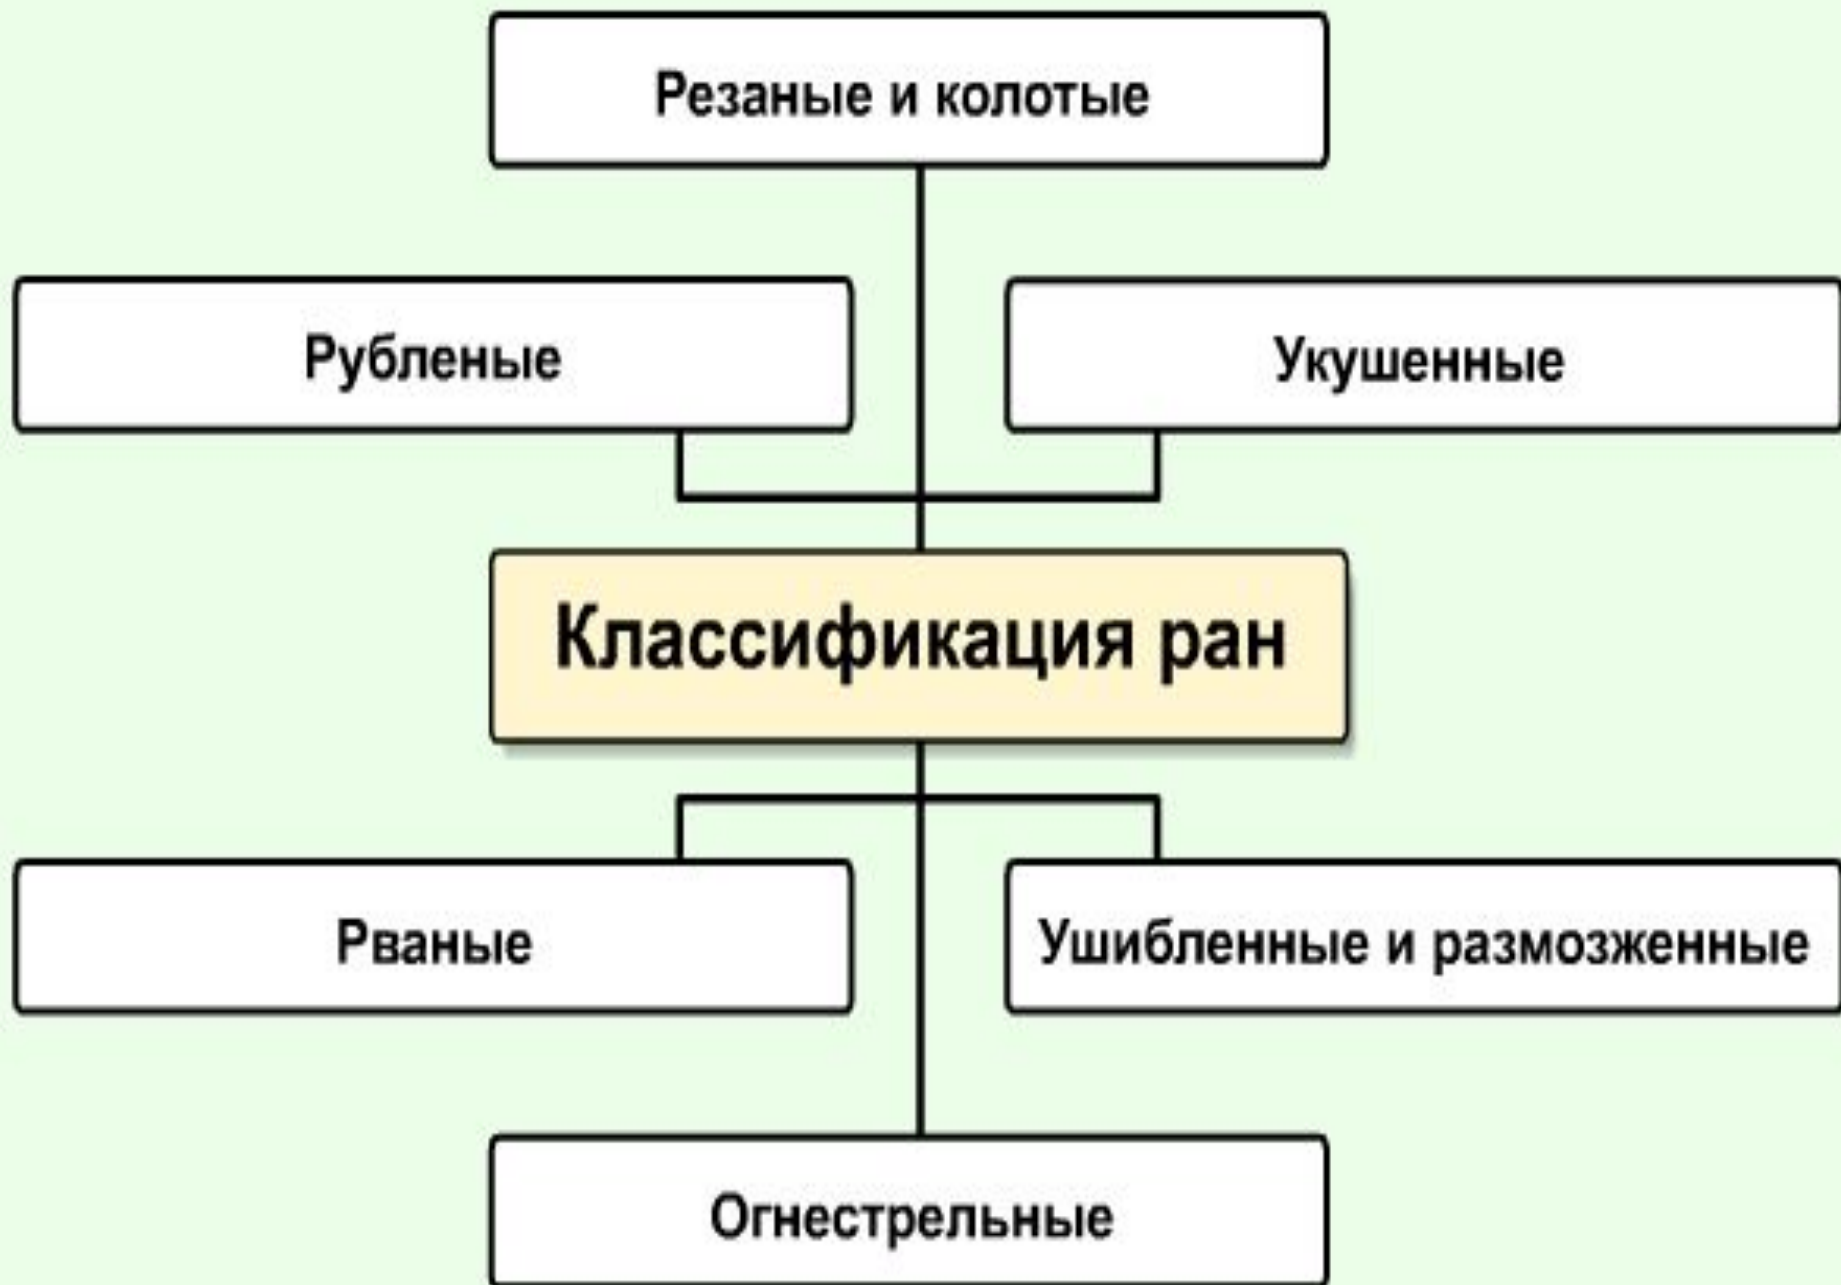 Резаные и колотые
Рубленые
Укушенные
Классификация ран
Рваные
Ушибленные и размозженные
Огнестрельные